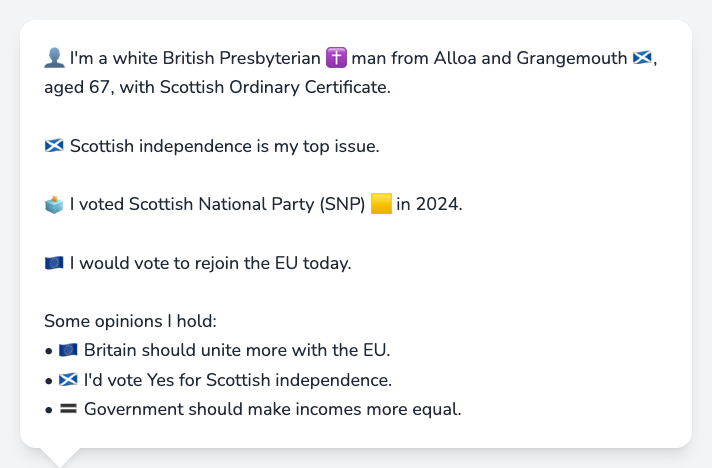 👤 I'm a white British Presbyterian ✝️ man from Alloa and Grangemouth 🏴󠁧󠁢󠁳󠁣󠁴󠁿,
aged 67, with Scottish Ordinary Certificate.
🏴󠁧󠁢󠁳󠁣󠁴󠁿 Scottish independence is my top issue.
🗳️ I voted Scottish National Party (SNP) 🟨 in 2024.
🇪🇺 I would vote to rejoin the EU today.
Some opinions I hold:
• 🇪🇺 Britain should unite more with the EU.
• 🏴󠁧󠁢󠁳󠁣󠁴󠁿 I'd vote Yes for Scottish independence.
• 🟰 Government should make incomes more equal.